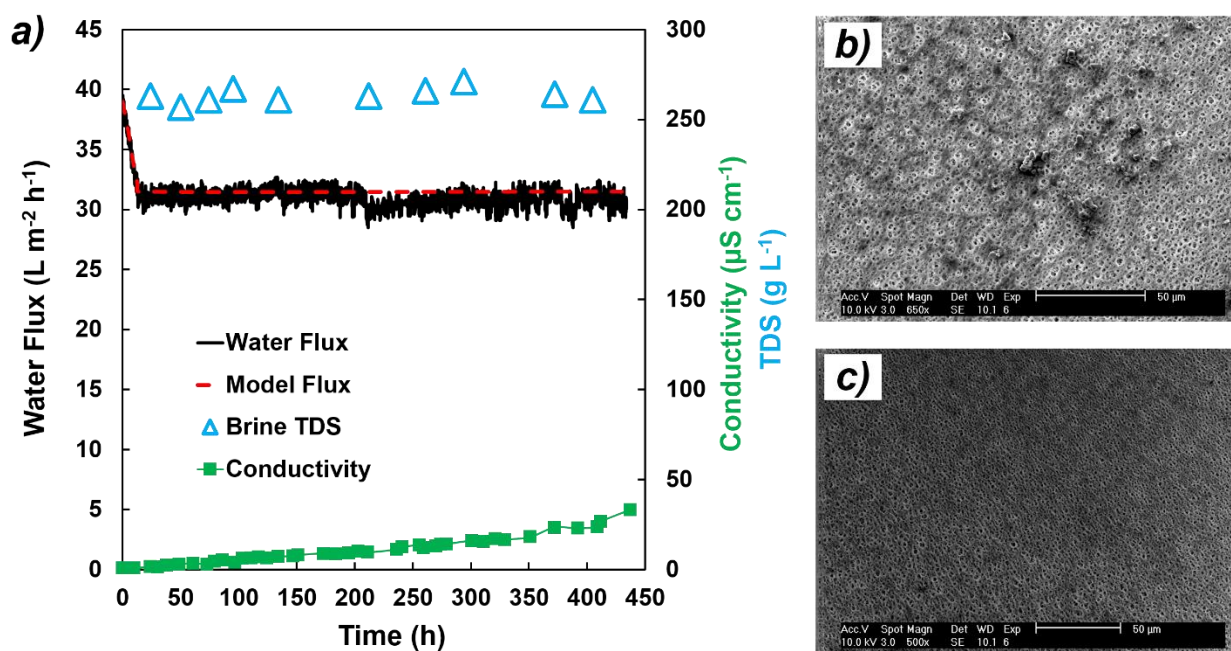 a)
45
40
35
30
25
20
15
10
5
0
Water Flux (L m⁻² h⁻¹)
300
250
200
150
100
50
0
Conductivity (µS cm⁻¹)
TDS (g L⁻¹)
Water Flux
Model Flux
Brine TDS
Conductivity
0 50 100 150 200 250 300 350 400 450
Time (h)
b)
Acc.V Spot Magn Det WD Exp 50 µm
10.0 kV 3.0 650x SE 10.1 6
c)
Acc.V Spot Magn Det WD Exp 50 µm
10.0 kV 3.0 500x SE 10.1 6